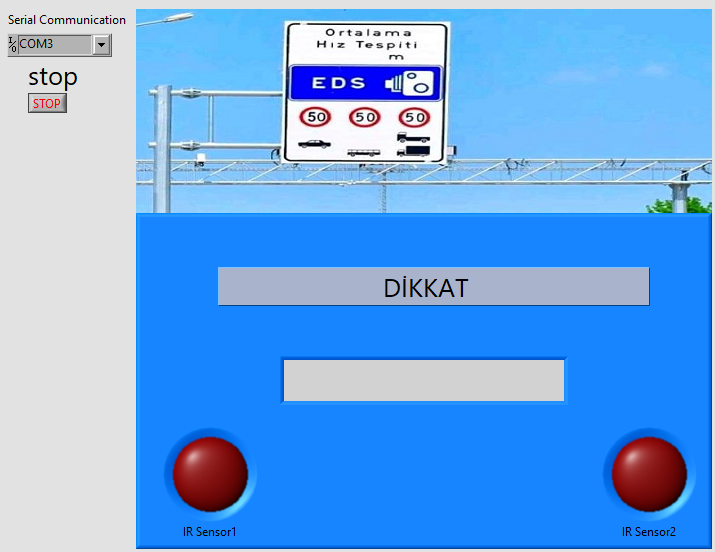 Serial Communication
I/O COM3
stop
STOP
Ortalama
Hız Tespiti
m
EDS
50 50 50
DİKKAT
IR Sensor1 IR Sensor2